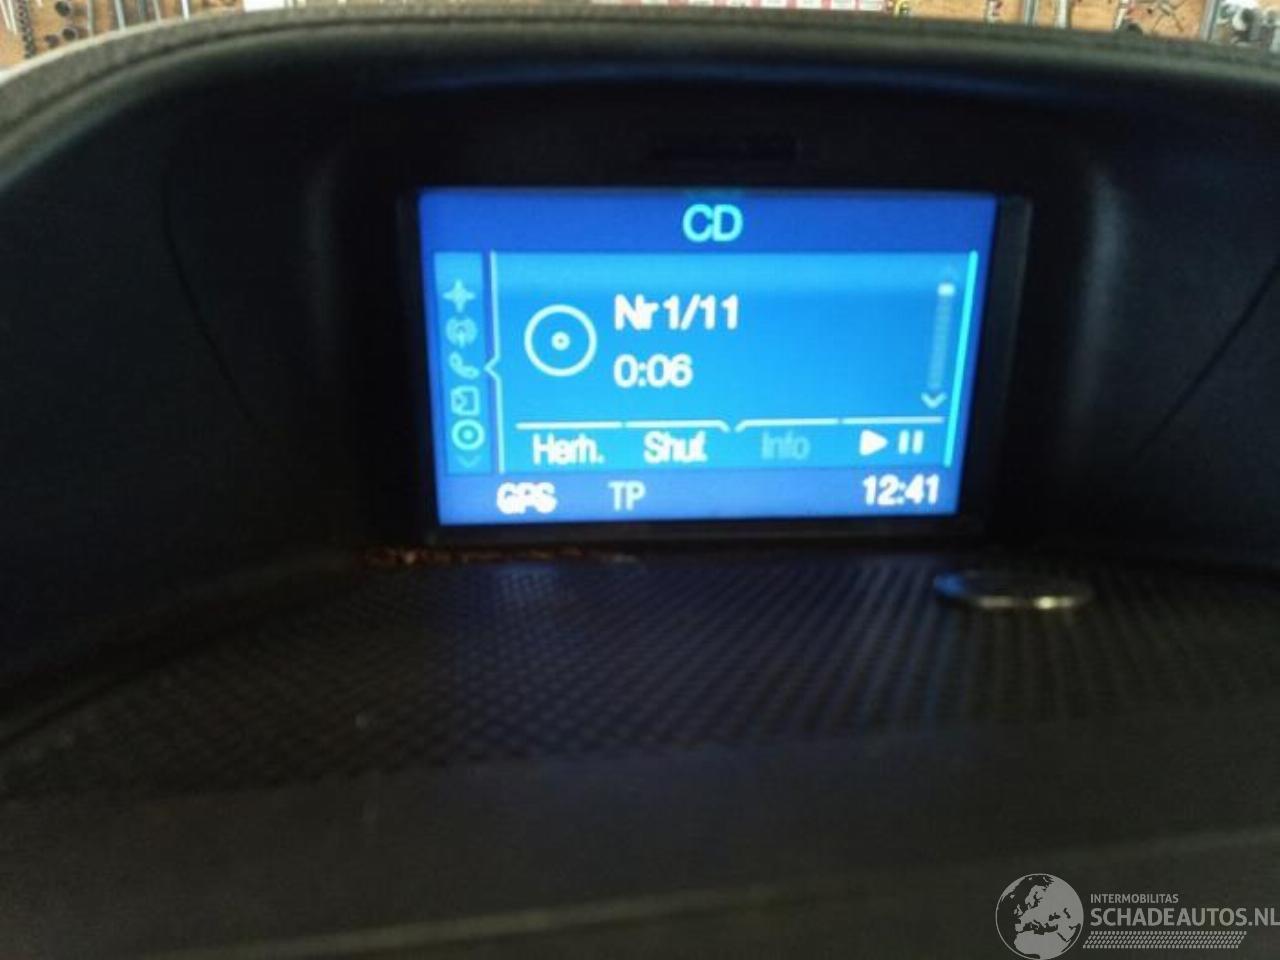 CD
Nr 1/11
0:06
Herh. Shuf. Info
GPS TP 12:41
INTERMOBILITAS
SCHADEAUTOS.NL